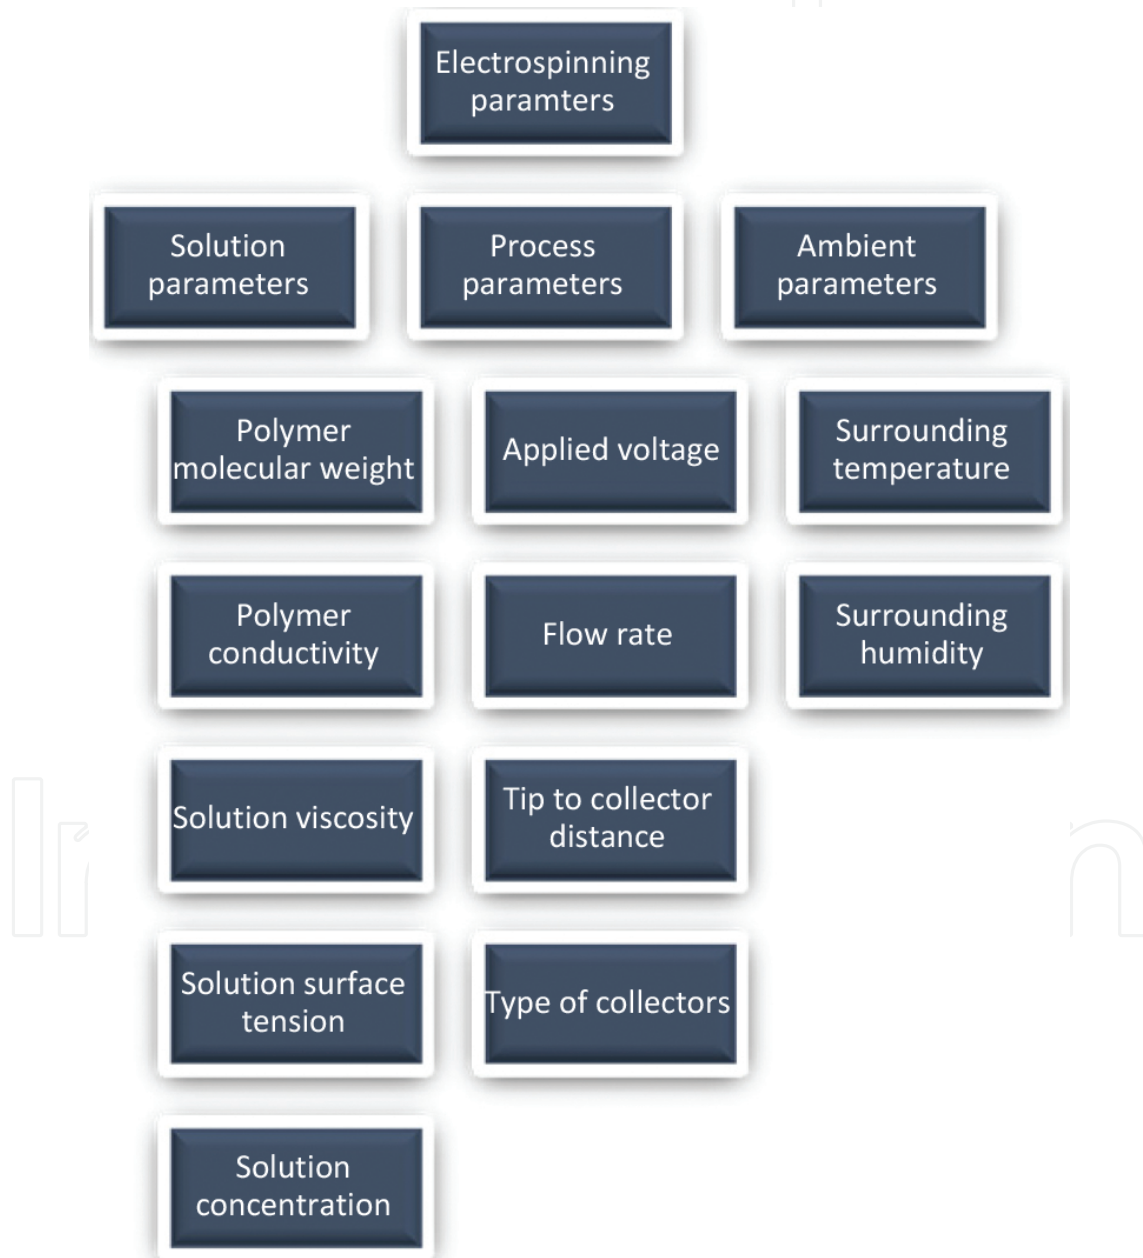 Electrospinning
paramters
Solution
parameters
Process
parameters
Ambient
parameters
Polymer
molecular weight
Applied voltage
Surrounding
temperature
Polymer
conductivity
Flow rate
Surrounding
humidity
Solution viscosity
Tip to collector
distance
Solution surface
tension
Type of collectors
Solution
concentration